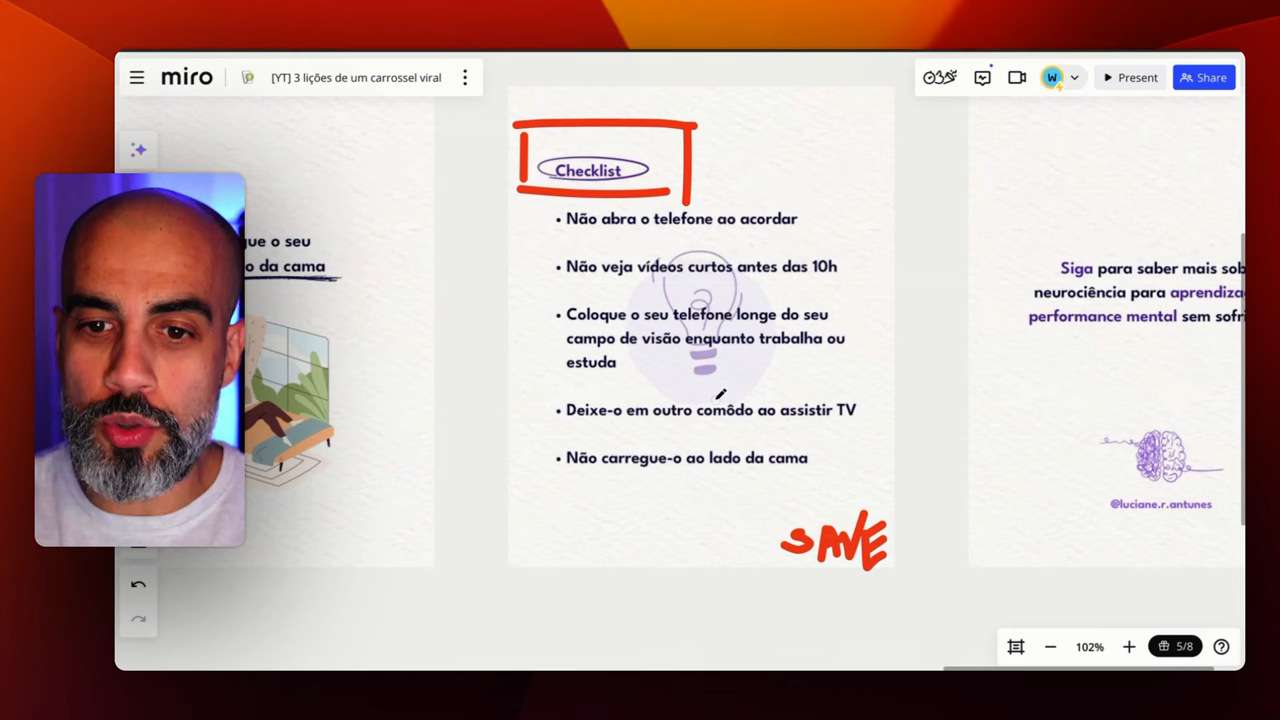 miro
[YT] 3 lições de um carrossel viral
W
Present
Share
gue o seu
o da cama
Checklist
• Não abra o telefone ao acordar
• Não veja vídeos curtos antes das 10h
• Coloque o seu telefone longe do seu
campo de visão enquanto trabalha ou
estuda
• Deixe-o em outro comôdo ao assistir TV
• Não carregue-o ao lado da cama
SAVE
Siga para saber mais sob
neurociência para aprendiza
performance mental sem sofr
@luciane.r.antunes
102%
5/8